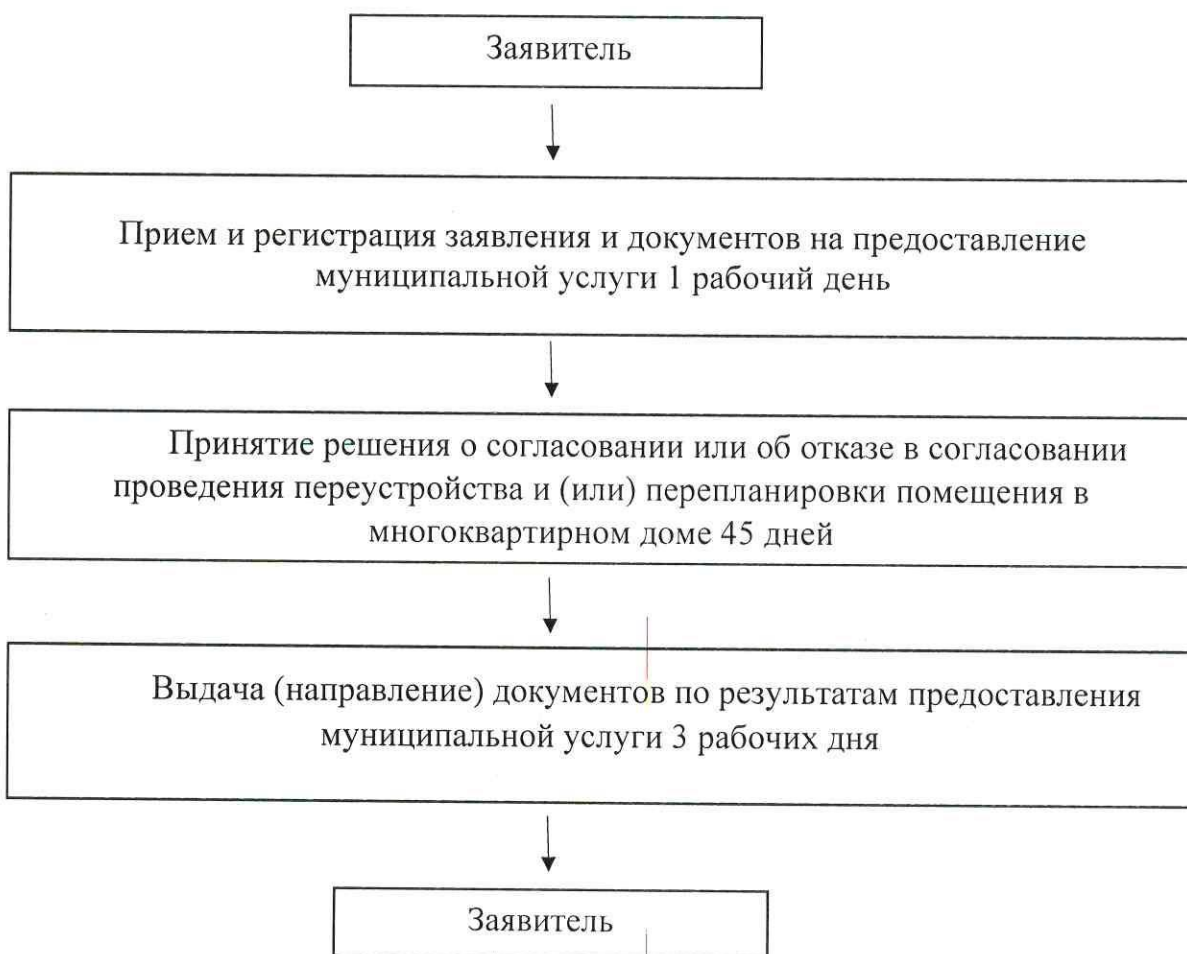 Заявитель
Прием и регистрация заявления и документов на предоставление
муниципальной услуги 1 рабочий день
Принятие решения о согласовании или об отказе в согласовании
проведения переустройства и (или) перепланировки помещения в
многоквартирном доме 45 дней
Выдача (направление) документов по результатам предоставления
муниципальной услуги 3 рабочих дня
Заявитель